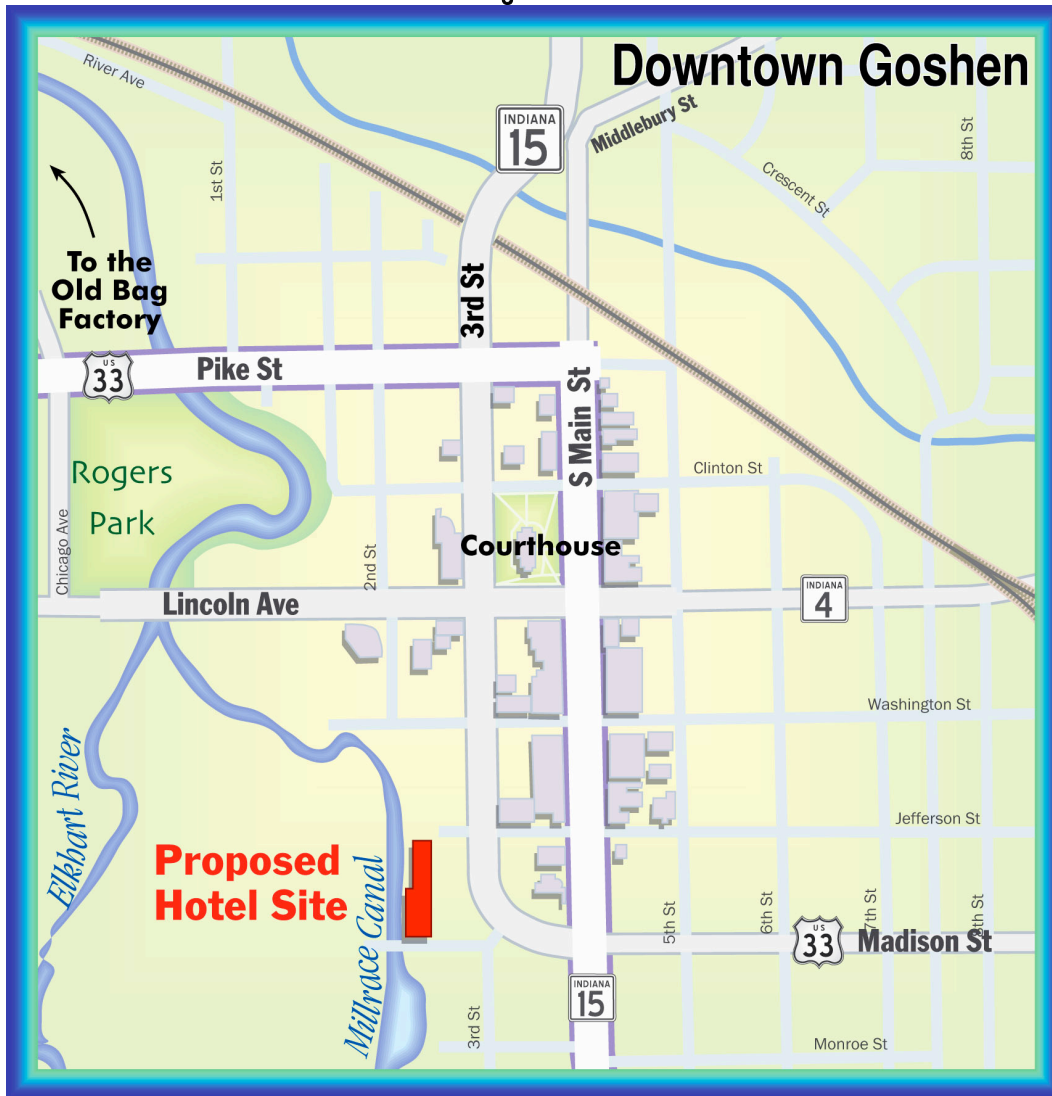 Downtown Goshen
River Ave
INDIANA
15
Middlebury St
8th St
1st St
Crescent St
To the
Old Bag
Factory
3rd St
US
33
Pike St
S Main St
Rogers
Park
Clinton St
Chicago Ave
2nd St
Courthouse
Lincoln Ave
INDIANA
4
Washington St
Elkhart River
Jefferson St
Proposed
Hotel Site
Millrace Canal
5th St
6th St
7th St
8th St
US
33
Madison St
INDIANA
15
3rd St
Monroe St